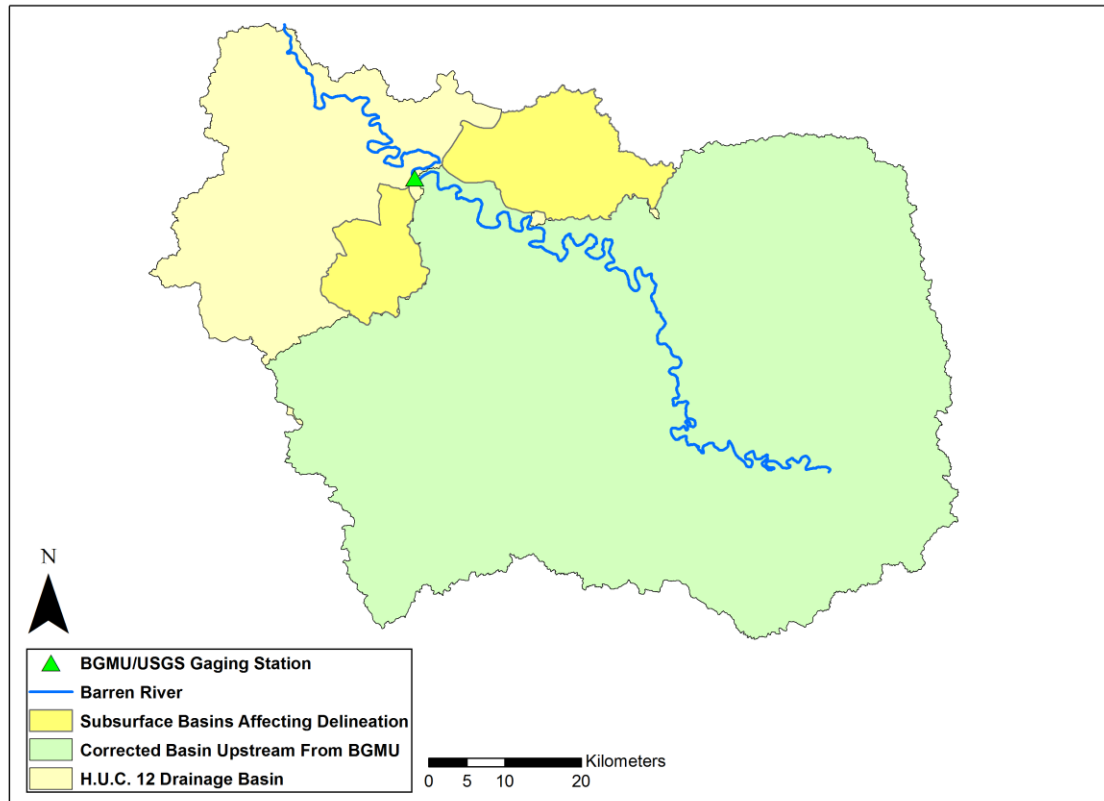 N
BGMU/USGS Gaging Station
Barren River
Subsurface Basins Affecting Delineation
Corrected Basin Upstream From BGMU
H.U.C. 12 Drainage Basin
Kilometers
0 5 10 20